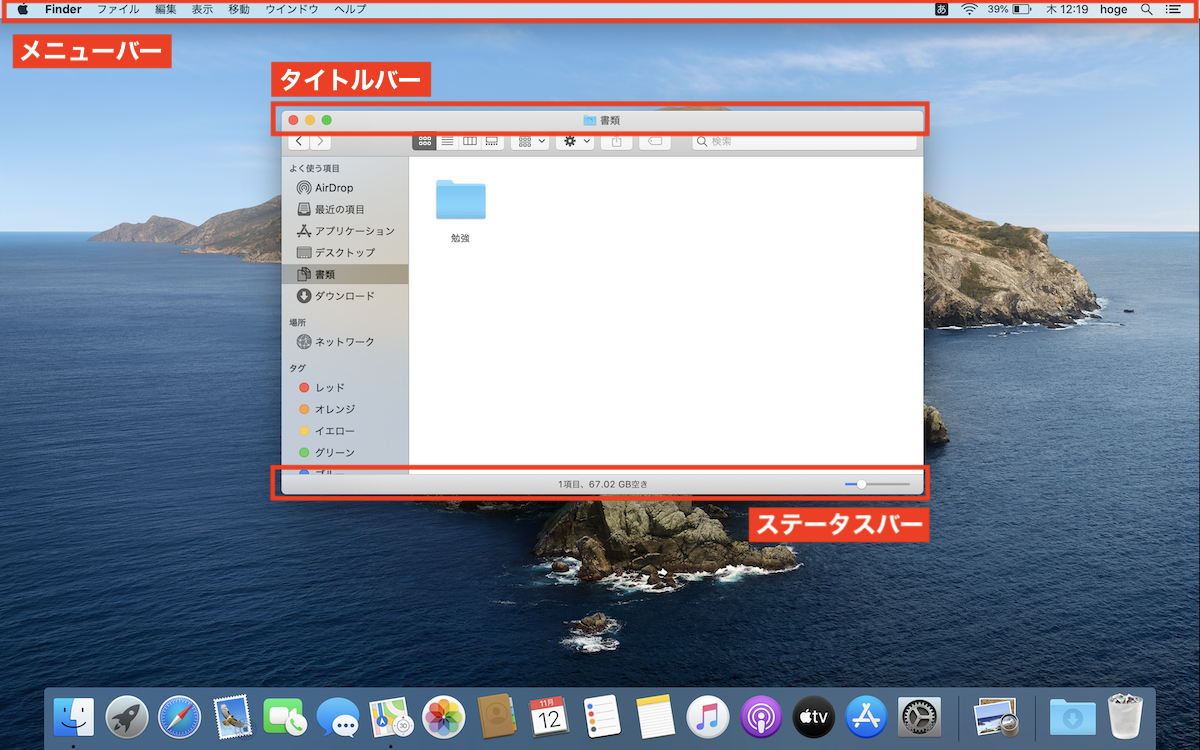 Finder ファイル 編集 表示 移動 ウインドウ ヘルプ あ 39% 木 12:19 hoge
メニューバー
タイトルバー
書類
検索
よく使う項目
AirDrop
最近の項目
アプリケーション
デスクトップ
書類
ダウンロード
場所
ネットワーク
タグ
レッド
オレンジ
イエロー
グリーン
ブルー
勉強
1項目、67.02 GB空き
ステータスバー
11月
12
3D
tv